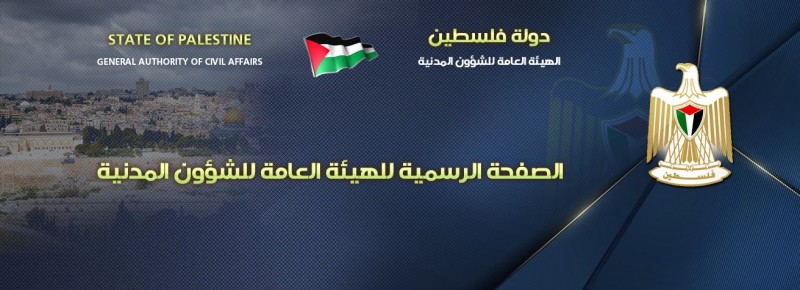 STATE OF PALESTINE
GENERAL AUTHORITY OF CIVIL AFFAIRS
دولة فلسطين
الهيئة العامة للشؤون المدنية
الصفحة الرسمية للهيئة العامة للشؤون المدنية
فلسطين